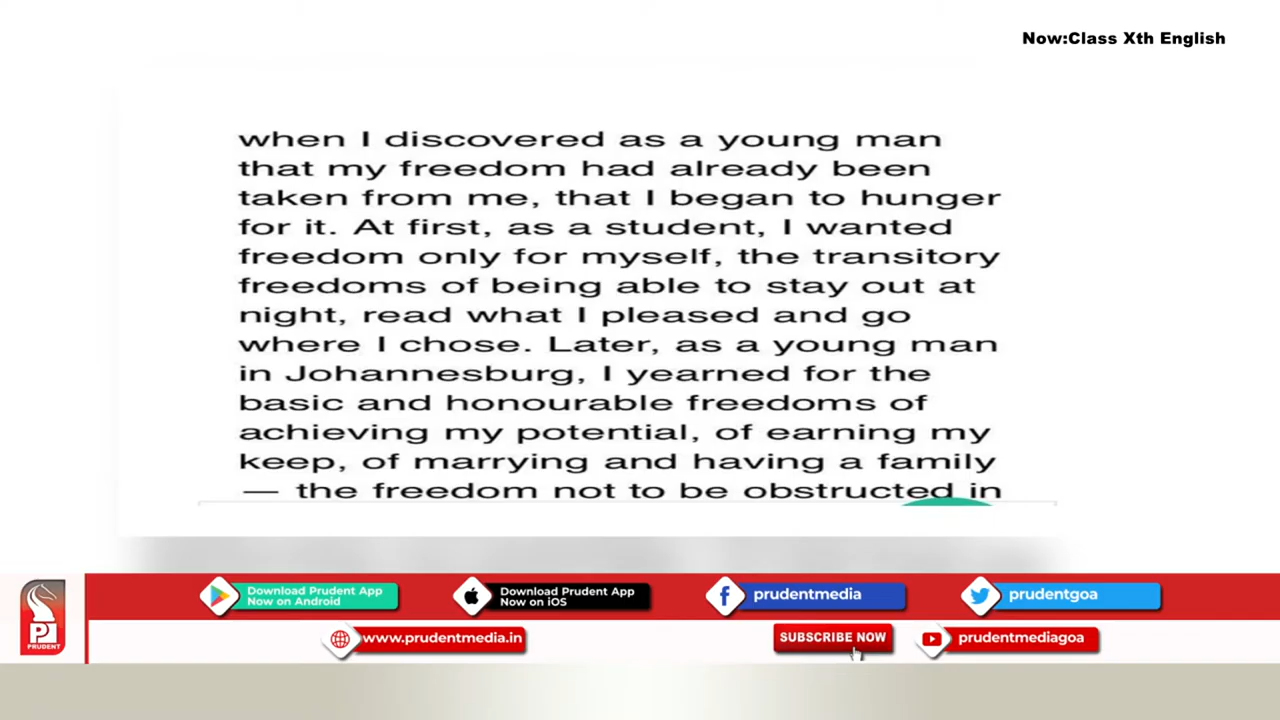 Now:Class Xth English
when I discovered as a young man
that my freedom had already been
taken from me, that I began to hunger
for it. At first, as a student, I wanted
freedom only for myself, the transitory
freedoms of being able to stay out at
night, read what I pleased and go
where I chose. Later, as a young man
in Johannesburg, I yearned for the
basic and honourable freedoms of
achieving my potential, of earning my
keep, of marrying and having a family
— the freedom not to be obstructed in
Download Prudent App
Now on Android
Download Prudent App
Now on iOS
prudentmedia
prudentgoa
PRUDENT
www.prudentmedia.in
SUBSCRIBE NOW
prudentmediagoa